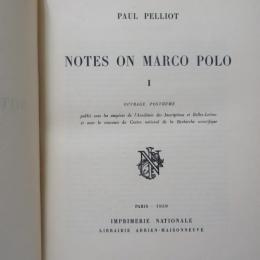 PAUL PELLIOT
NOTES ON MARCO POLO
I
OUVRAGE POSTHUME
publié sous les auspices de l'Académie des Inscriptions et Belles-Lettres
et avec le concours du Centre national de la Recherche scientifique
PARIS - 1959
IMPRIMERIE NATIONALE
LIBRAIRIE ADRIEN-MAISONNEUVE